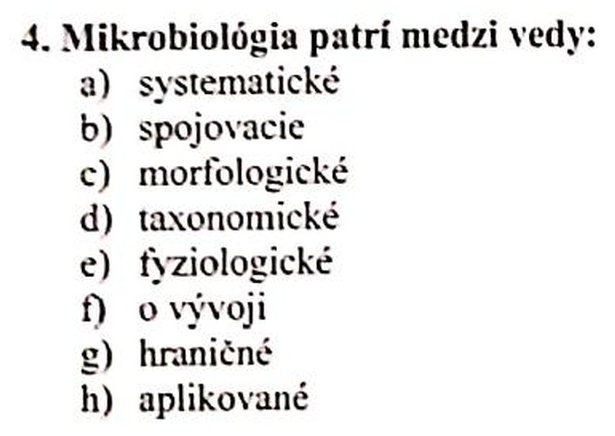 4. Mikrobiológia patrí medzi vedy:
a) systematické
b) spojovacie
c) morfologické
d) taxonomické
e) fyziologické
f) o vývoji
g) hraničné
h) aplikované